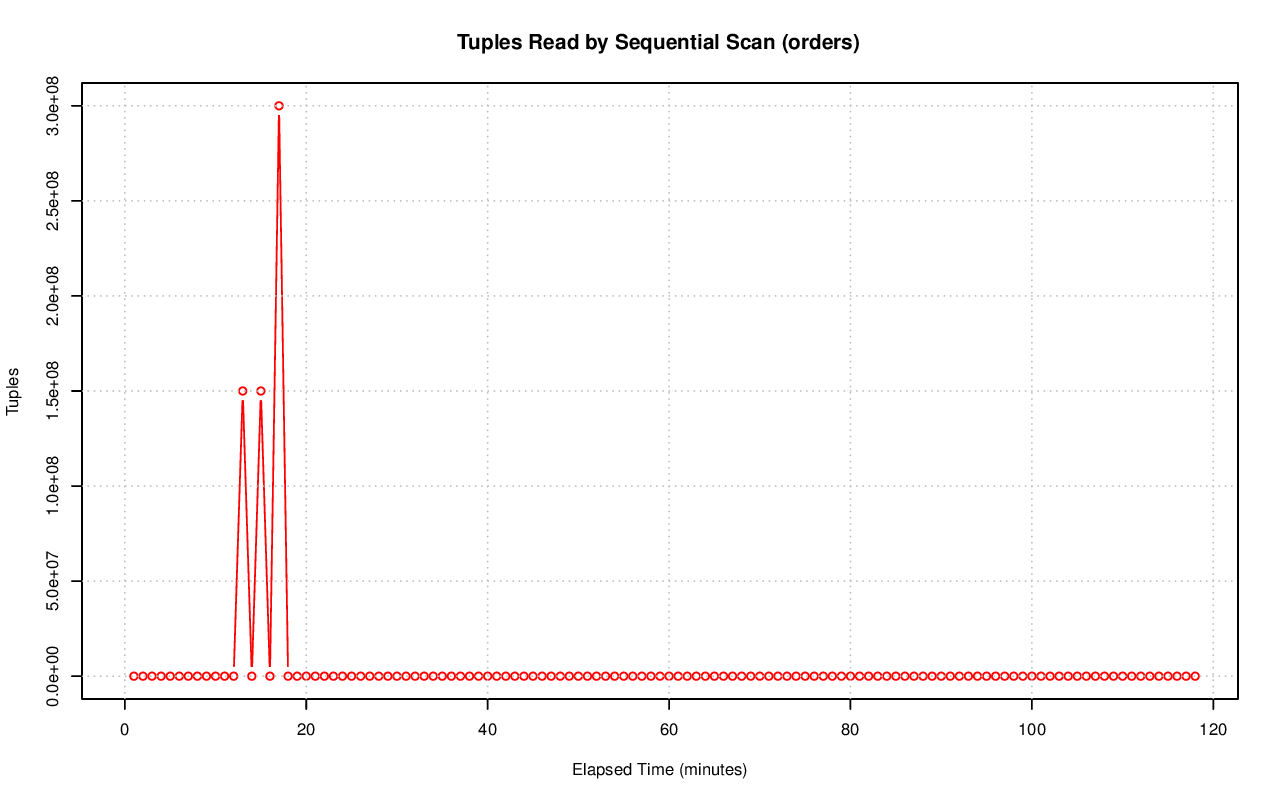 Tuples Read by Sequential Scan (orders)
3.0e+08
2.5e+08
2.0e+08
1.5e+08
1.0e+08
5.0e+07
0.0e+00
Tuples
0 20 40 60 80 100 120
Elapsed Time (minutes)